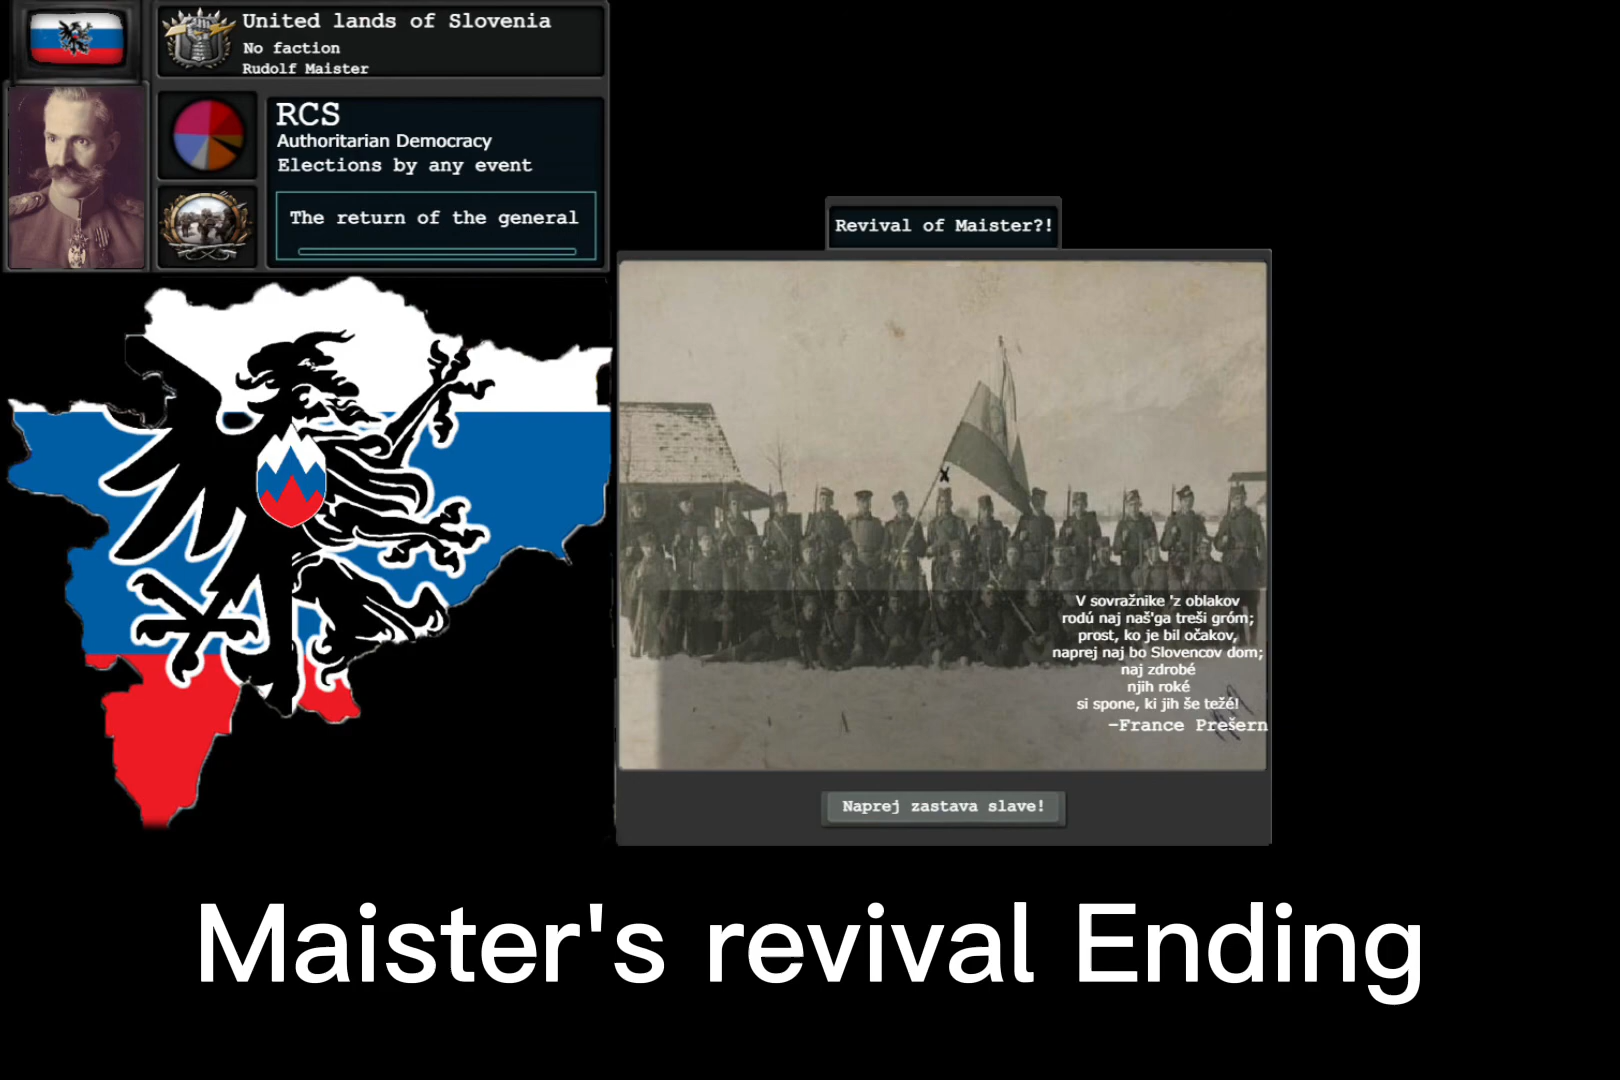 United lands of Slovenia
No faction
Rudolf Maister
RCS
Authoritarian Democracy
Elections by any event
The return of the general
Revival of Maister?!
V sovražnike 'z oblakov
rodú naj naš'ga treši gróm;
prost, ko je bil očakov,
naprej naj bo Slovencov dom;
naj zdrobé
njih roké
si spone, ki jih še težé!
–France Prešern
Naprej zastava slave!
Maister's revival Ending